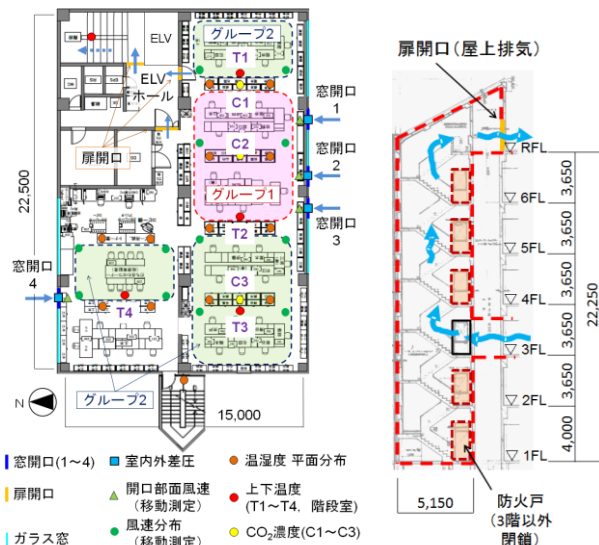 グループ2
ELV
T1
ELV
ホール
C1
窓開口
1
C2
窓開口
2
扉開口
グループ1
窓開口
3
T2
22,500
窓開口
4
C3
T4
T3
N
グループ2
15,000
窓開口(1～4)
室内外差圧
温湿度 平面分布
扉開口
開口部面風速
(移動測定)
上下温度
(T1～T4, 階段室)
ガラス窓
風速分布
(移動測定)
CO₂濃度(C1～C3)
扉開口(屋上排気)
RFL
3,650
6FL
3,650
5FL
3,650
4FL
3,650
3FL
3,650
2FL
4,000
1FL
22,250
5,150
防火戸
(3階以外
閉鎖)